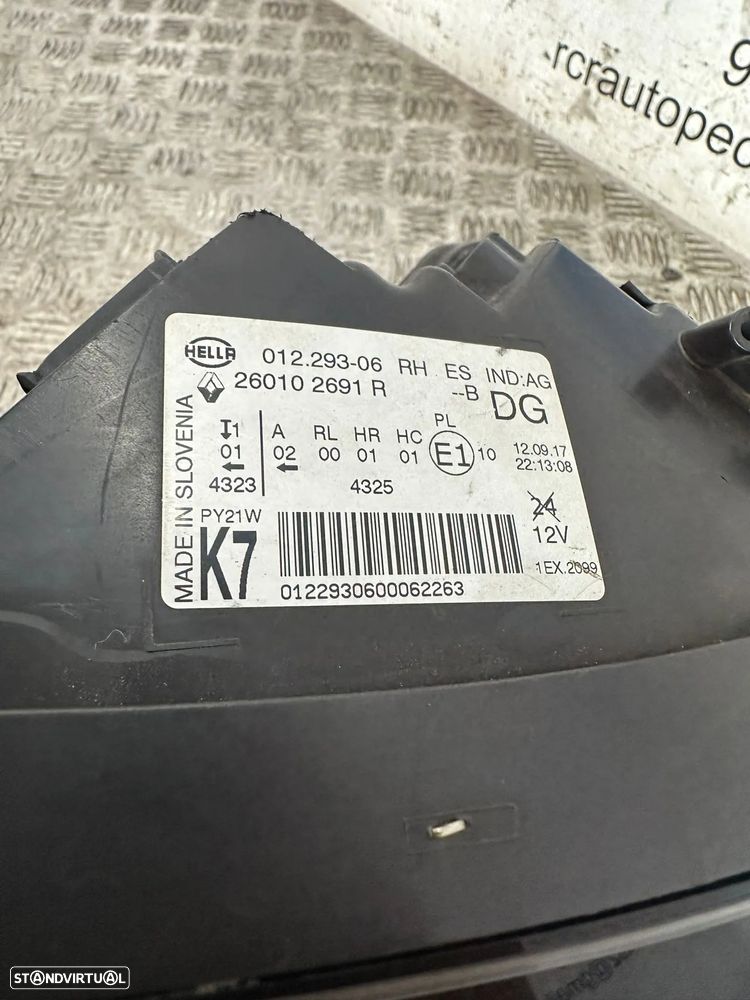 9
rcrautopec
HELLA 012.293-06 RH ES IND:AG
26010 2691 R --B DG
MADE IN SLOVENIA
1 A RL HR HC PL
01 02 00 01 01 E1 10 12.09.17
22:13:08
4323 4325
PY21W 24
K7 12V
1EX.2099
0122930600062263
STANDVIRTUAL